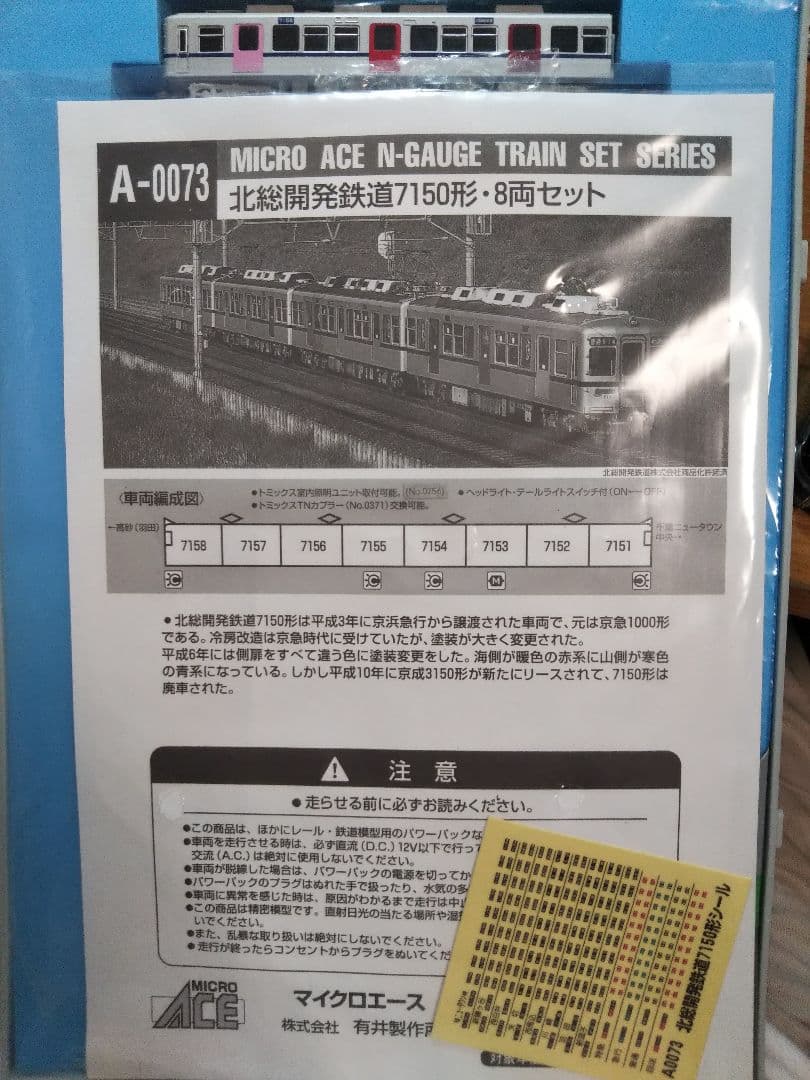 A-0073
MICRO ACE N-GAUGE TRAIN SET SERIES
北総開発鉄道7150形・8両セット
北総開発鉄道株式会社商品化許諾済
〈車両編成図〉
●トミックス室内照明ユニット取付可能。(No.0756)
●ヘッドライト・テールライトスイッチ付(ON←→OFF)
●トミックスTNカプラー(No.0371)交換可能。
←高砂(羽田)
千葉ニュータウン
中央→
7158 7157 7156 7155 7154 7153 7152 7151
C C C M C
●北総開発鉄道7150形は平成3年に京浜急行から譲渡された車両で、元は京急1000形
である。冷房改造は京急時代に受けていたが、塗装が大きく変更された。
平成6年には側扉をすべて違う色に塗装変更をした。海側が暖色の赤系に山側が寒色
の青系になっている。しかし平成10年に京成3150形が新たにリースされて、7150形は
廃車された。
注意
●走らせる前に必ずお読みください。
●この商品は、ほかにレール・鉄道模型用のパワーパックな
●車両を走行させる時は、必ず直流(D.C.)12V以下で行っ
交流(A.C.)は絶対に使用しないでください。
●車両が脱線した場合は、パワーパックの電源を切ってか
●パワーパックのプラグはぬれた手で扱ったり、水気の多
●車両に異常を感じた時は、原因がわかるまで走行は中止
●この商品は精密模型です。直射日光の当たる場所や湿
いでください。
●また、乱暴な取り扱いは絶対にしないでください。
●走行が終ったらコンセントからプラグをぬいてくだ
MICRO
ACE
マイクロエース
株式会社 有井製作
対象年
A0073 北総開発鉄道7150形シール